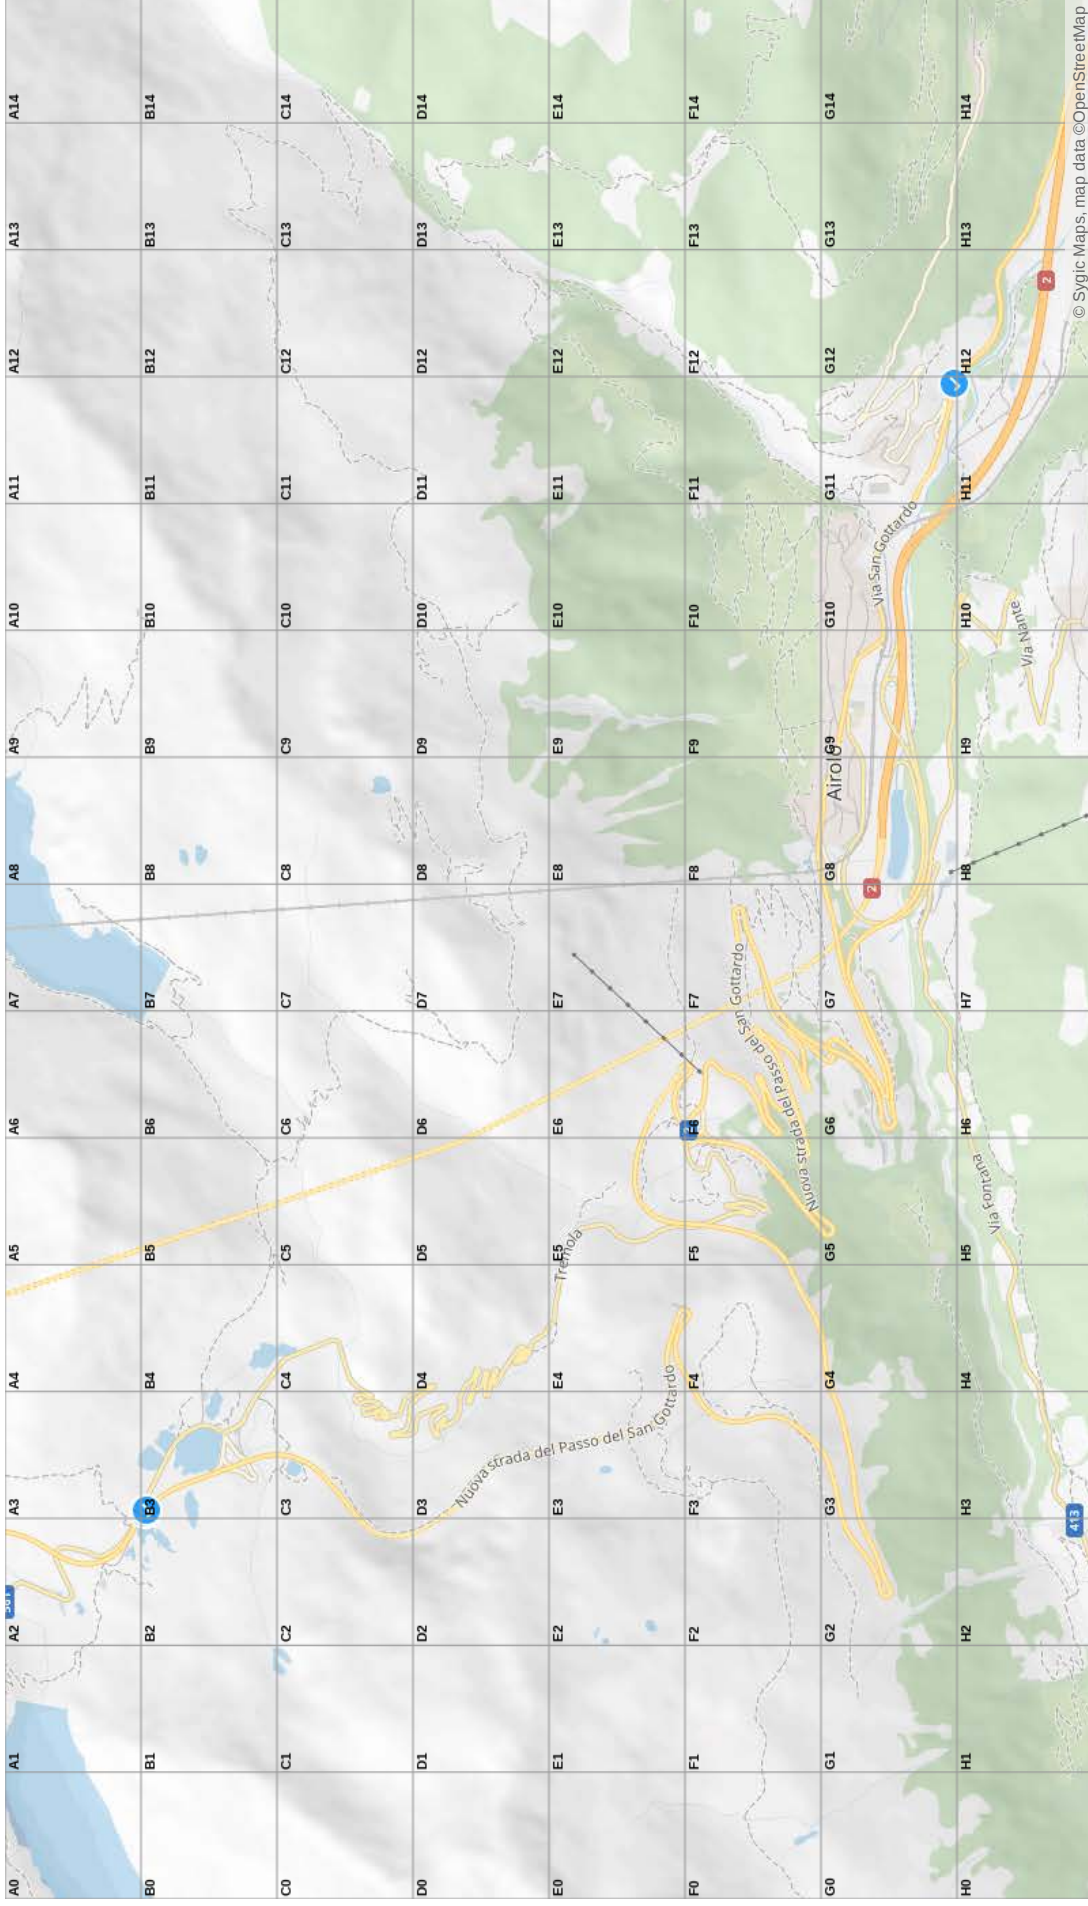 A0 A1 A2 A3 A4 A5 A6 A7 A8 A9 A10 A11 A12 A13 A14
B0 B1 B2 B3 B4 B5 B6 B7 B8 B9 B10 B11 B12 B13 B14
C0 C1 C2 C3 C4 C5 C6 C7 C8 C9 C10 C11 C12 C13 C14
D0 D1 D2 D3 D4 D5 D6 D7 D8 D9 D10 D11 D12 D13 D14
Nuova strada del Passo del San Gottardo
E0 E1 E2 E3 E4 E5 E6 E7 E8 E9 E10 E11 E12 E13 E14
Tremola
F0 F1 F2 F3 F4 F5 F6 F7 F8 F9 F10 F11 F12 F13 F14
Nuova strada del Passo del San Gottardo
G0 G1 G2 G3 G4 G5 G6 G7 G8 G9 G10 G11 G12 G13 G14
Airolo
2
Via San Gottardo
H0 H1 H2 H3 H4 H5 H6 H7 H8 H9 H10 H11 H12 H13 H14
Via Fontana
Via Nante
2
413
© Sygic Maps, map data ©OpenStreetMap